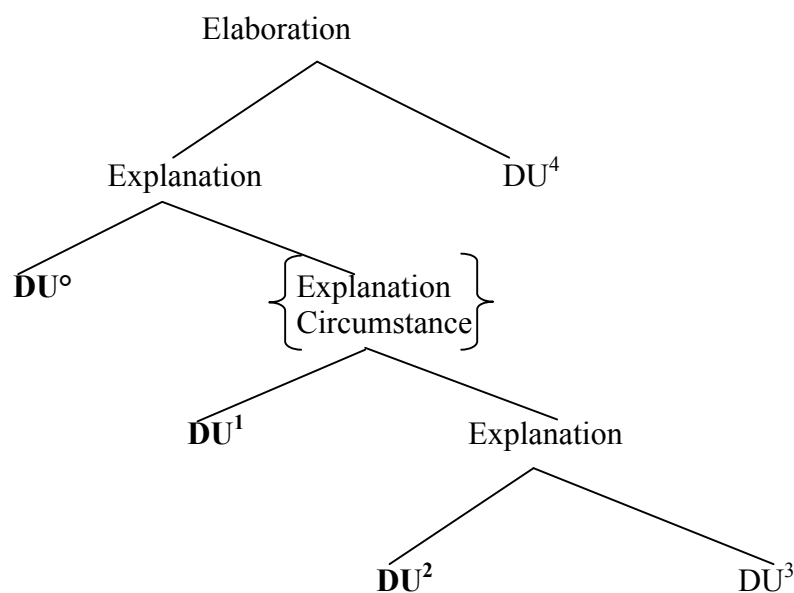 Elaboration
Explanation
DU⁴
DU°
Explanation
Circumstance
DU¹
Explanation
DU²
DU³